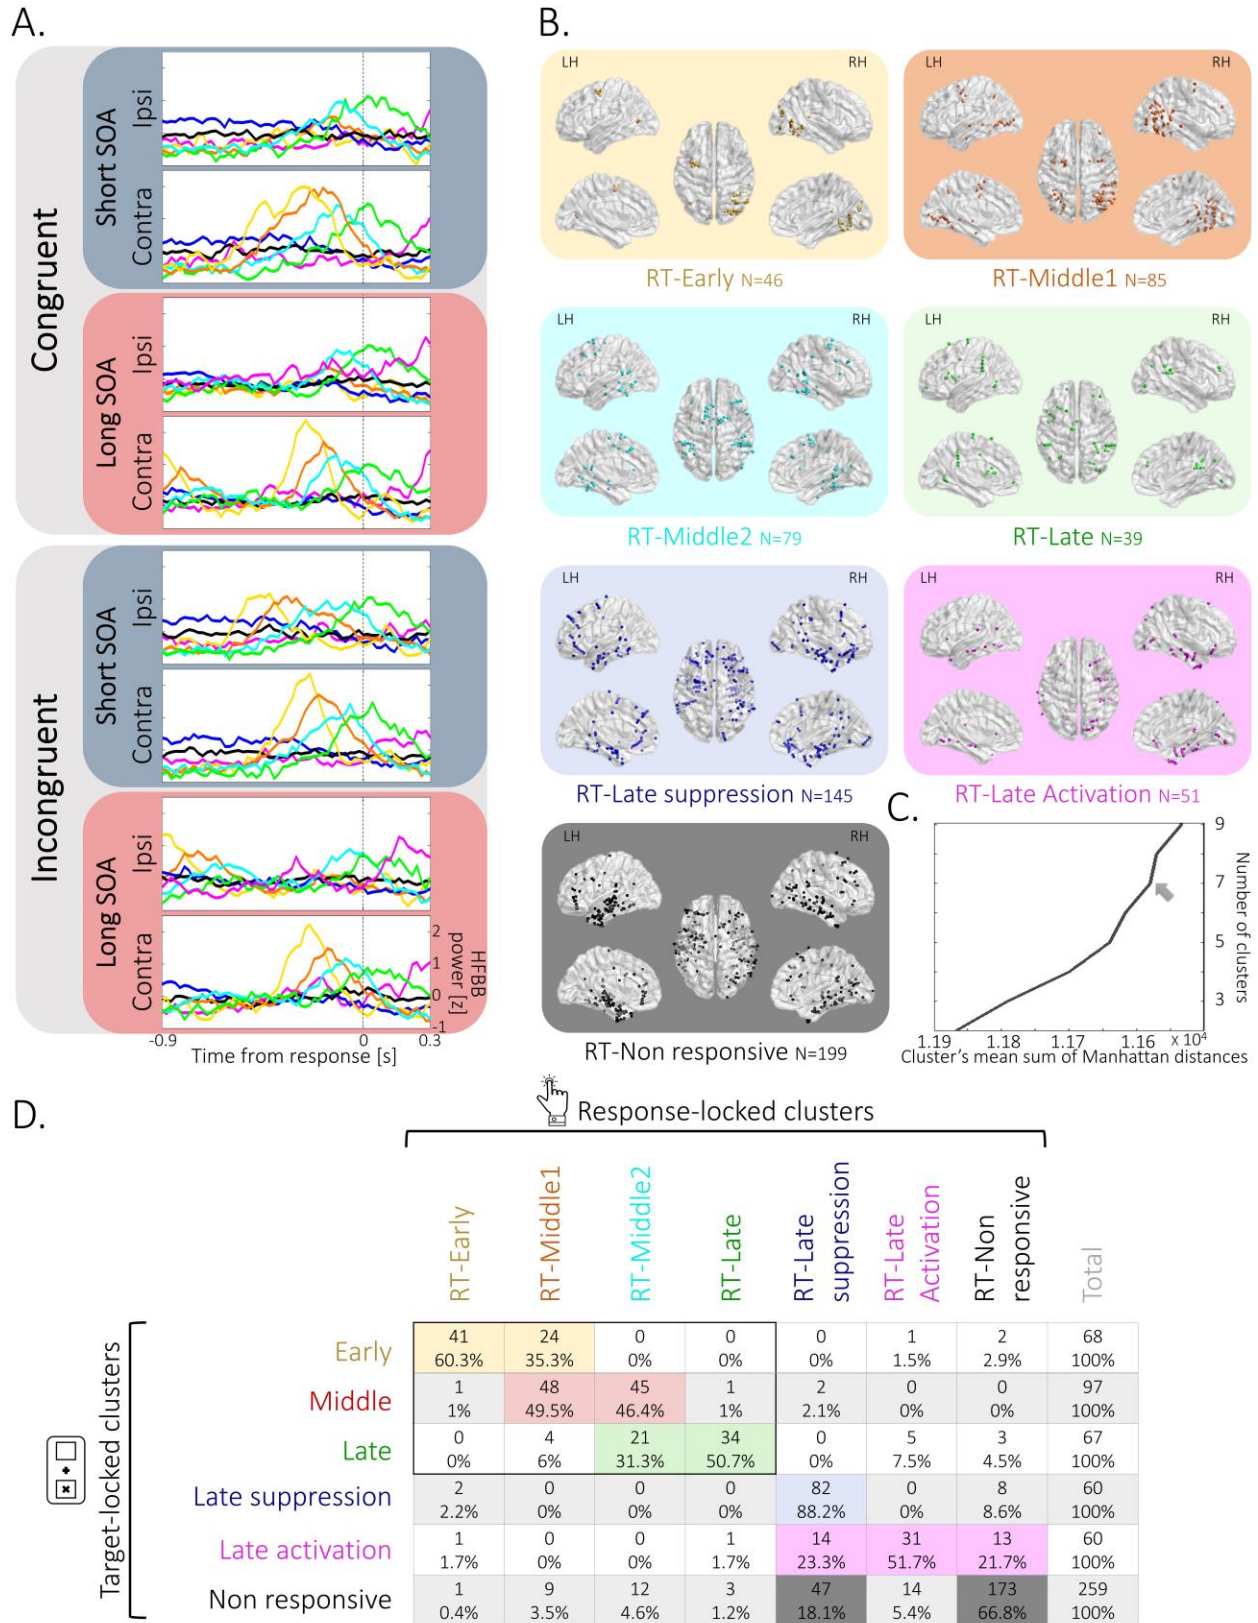 A.
Congruent
Short SOA
Ipsi
Contra
Long SOA
Ipsi
Contra
Incongruent
Short SOA
Ipsi
Contra
Long SOA
Ipsi
Contra
2
1
0
-1
HFBB
power [z]
-0.9 0 0.3
Time from response [s]
B.
LH RH
RT-Early N=46
LH RH
RT-Middle1 N=85
LH RH
RT-Middle2 N=79
LH RH
RT-Late N=39
LH RH
RT-Late suppression N=145
LH RH
RT-Late Activation N=51
LH RH
RT-Non responsive N=199
C.
9
7
5
3
Number of clusters
1.19 1.18 1.17 1.16 x 10⁴
Cluster's mean sum of Manhattan distances
D.
Response-locked clusters
RT-Early
RT-Middle1
RT-Middle2
RT-Late
RT-Late
suppression
RT-Late
Activation
RT-Non
responsive
Total
Target-locked clusters
Early
41 24 0 0 0 1 2 68
60.3% 35.3% 0% 0% 0% 1.5% 2.9% 100%
Middle
1 48 45 1 2 0 0 97
1% 49.5% 46.4% 1% 2.1% 0% 0% 100%
Late
0 4 21 34 0 5 3 67
0% 6% 31.3% 50.7% 0% 7.5% 4.5% 100%
Late suppression
2 0 0 0 82 0 8 60
2.2% 0% 0% 0% 88.2% 0% 8.6% 100%
Late activation
1 0 0 1 14 31 13 60
1.7% 0% 0% 1.7% 23.3% 51.7% 21.7% 100%
Non responsive
1 9 12 3 47 14 173 259
0.4% 3.5% 4.6% 1.2% 18.1% 5.4% 66.8% 100%